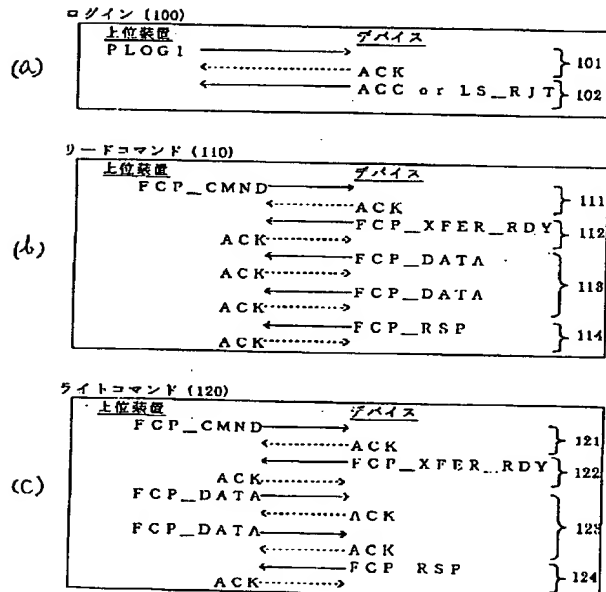 ログイン (100)
上位装置 デバイス
(a)
PLOGI
ACK } 101
ACC or LS_RJT } 102
リードコマンド (110)
上位装置 デバイス
(b)
FCP_CMND
ACK } 111
FCP_XFER_RDY
ACK } 112
FCP_DATA
ACK
FCP_DATA } 113
ACK
FCP_RSP
ACK } 114
ライトコマンド (120)
上位装置 デバイス
(C)
FCP_CMND
ACK } 121
FCP_XFER_RDY
ACK } 122
FCP_DATA
ACK
FCP_DATA } 123
ACK
FCP RSP
ACK } 124